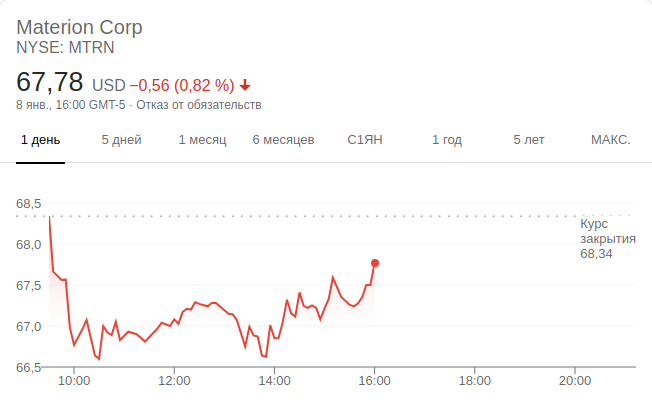 Materion Corp
NYSE: MTRN
67,78 USD −0,56 (0,82 %)
8 янв., 16:00 GMT-5 · Отказ от обязательств
1 день 5 дней 1 месяц 6 месяцев С1ЯН 1 год 5 лет МАКС.
68,5
68,0
67,5
67,0
66,5
Курс
закрытия
68,34
10:00 12:00 14:00 16:00 18:00 20:00